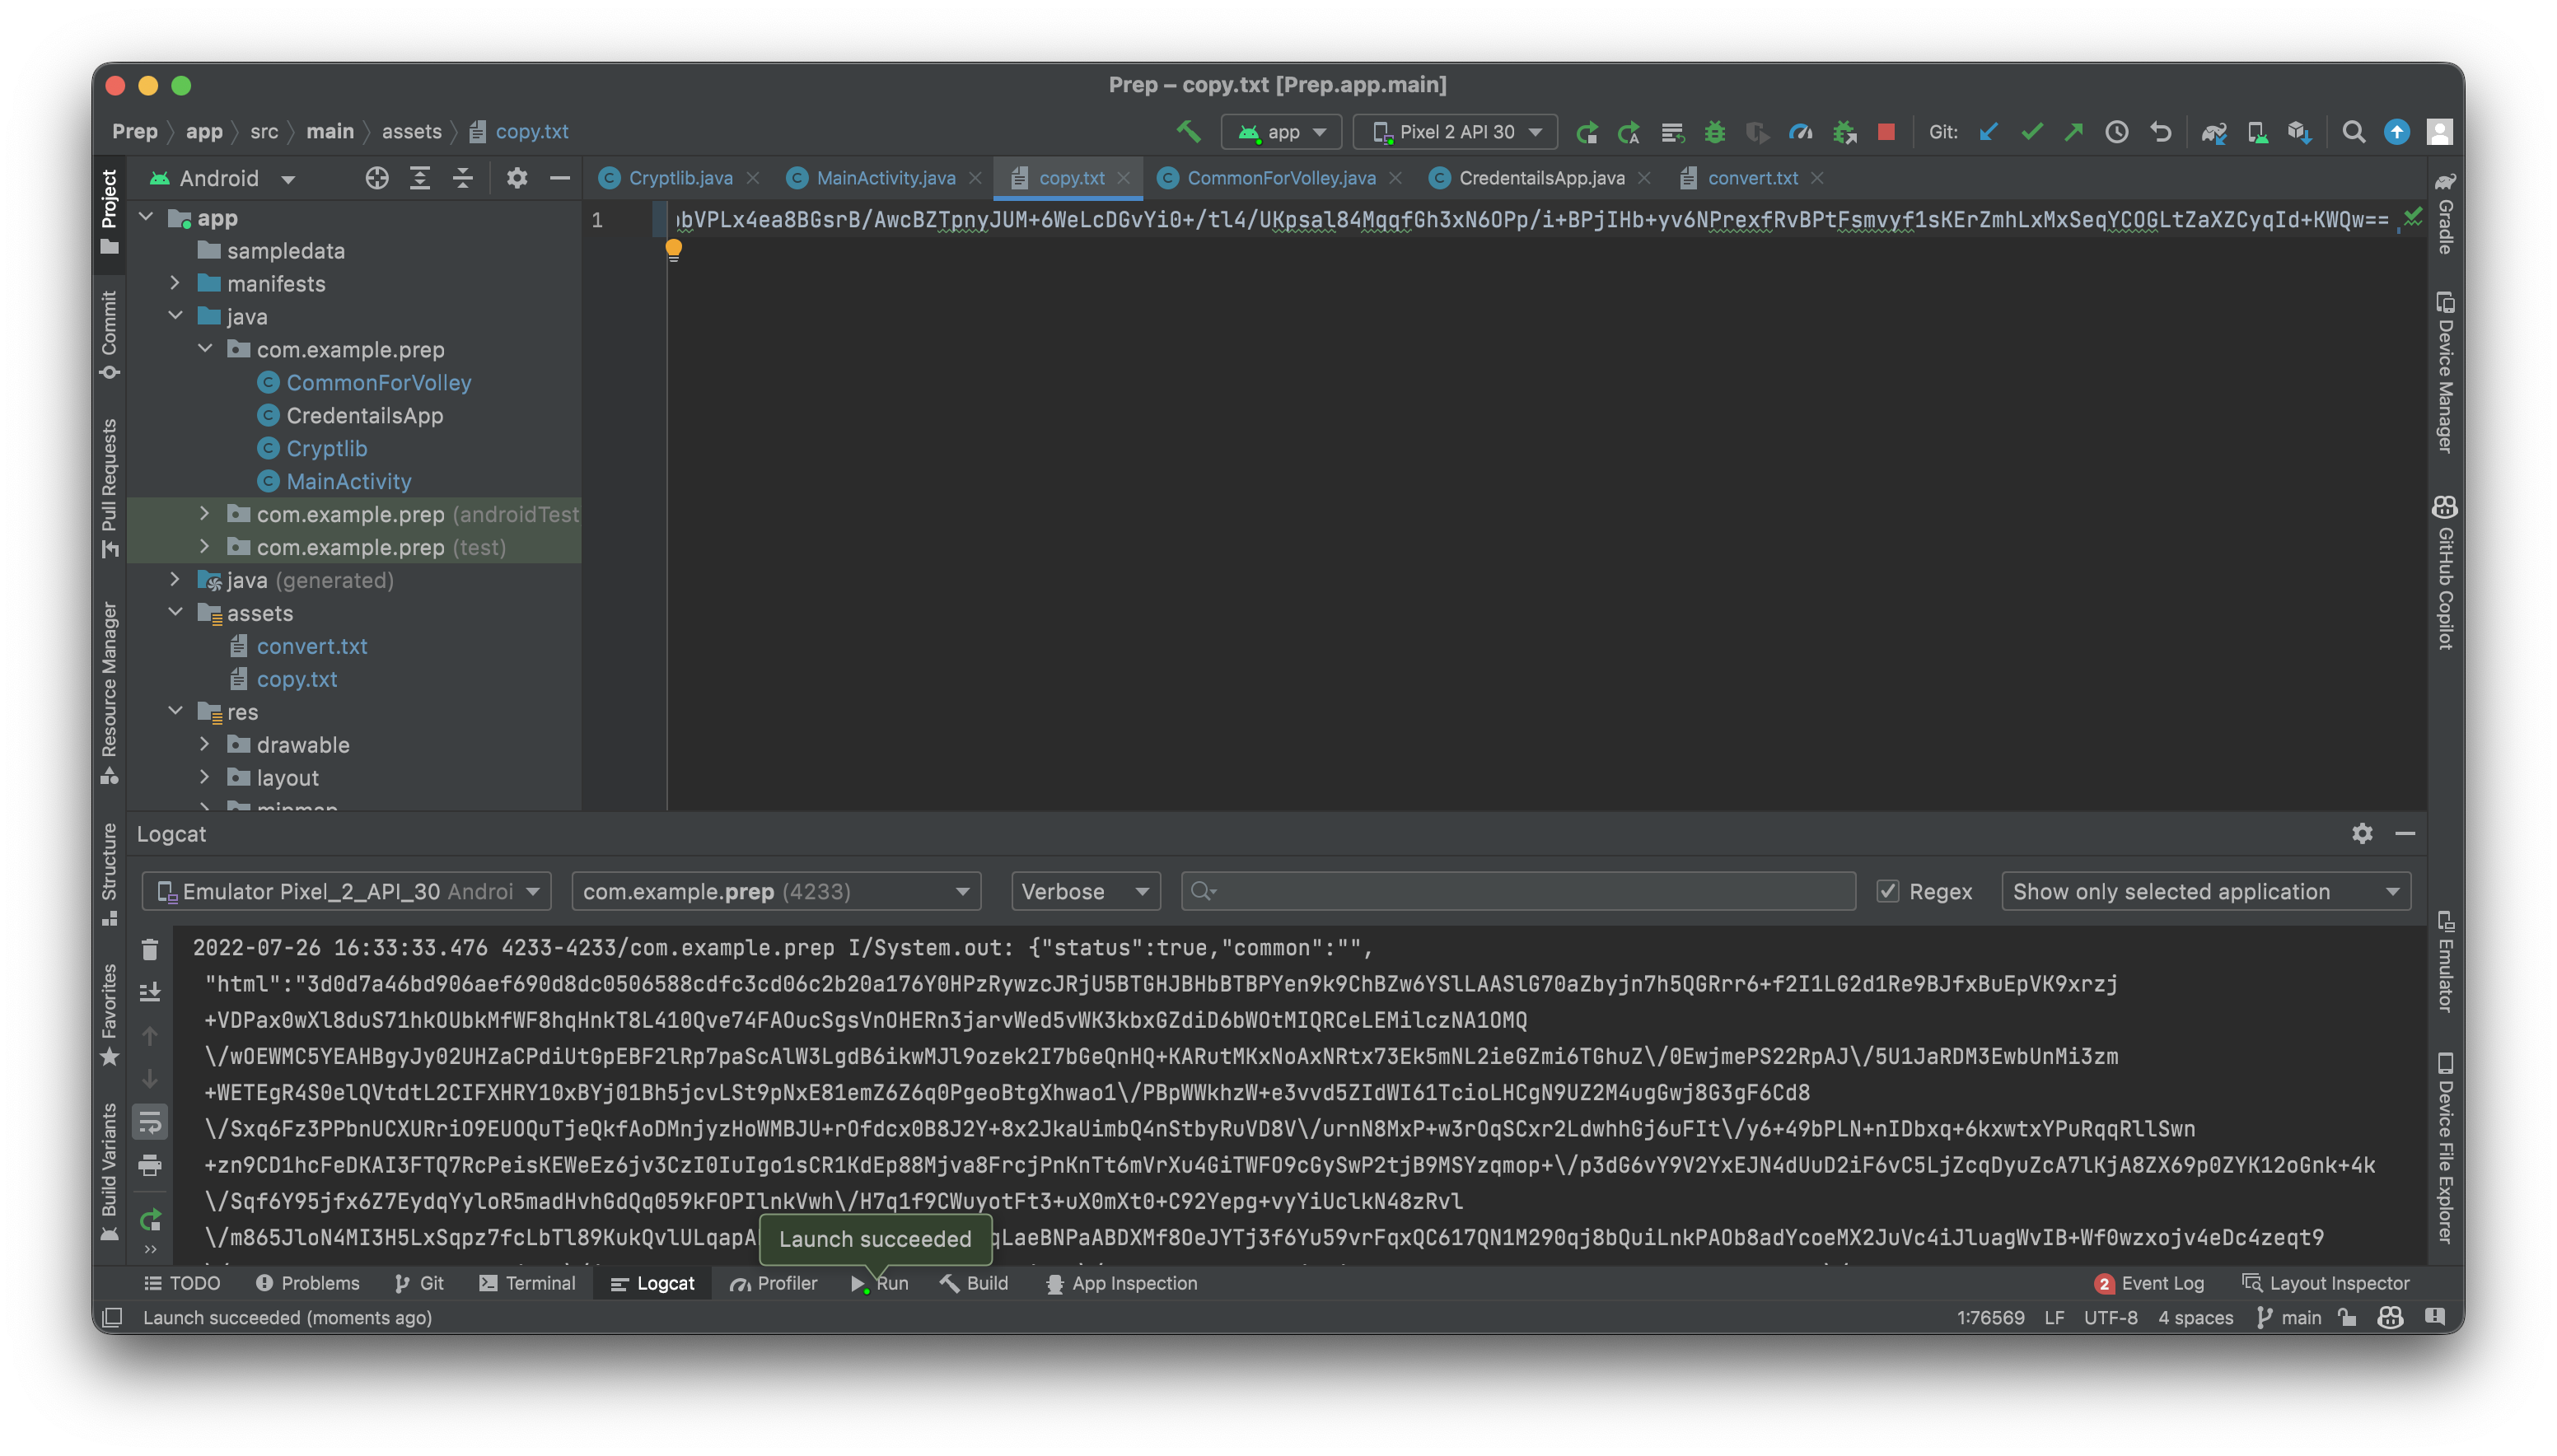 Prep – copy.txt [Prep.app.main]
Prep app src main assets copy.txt
app Pixel 2 API 30 Git:
Project
Commit
Pull Requests
Resource Manager
Structure
Favorites
Build Variants
Android
app
sampledata
manifests
java
com.example.prep
CommonForVolley
CredentailsApp
Cryptlib
MainActivity
com.example.prep (androidTest
com.example.prep (test)
java (generated)
assets
convert.txt
copy.txt
res
drawable
layout
mipmap
Cryptlib.java MainActivity.java copy.txt CommonForVolley.java CredentailsApp.java convert.txt
1 bVPLx4ea8BGsrB/AwcBZTpnyJUM+6WeLcDGvYi0+/tl4/UKpsal84MqqfGh3xN6OPp/i+BPjIHb+yv6NPrexfRvBPtFsmvyf1sKErZmhLxMxSeqYCOGLtZaXZCyqId+KWQw==
Gradle
Device Manager
GitHub Copilot
Emulator
Device File Explorer
Logcat
Emulator Pixel_2_API_30 Androi com.example.prep (4233) Verbose Regex Show only selected application
2022-07-26 16:33:33.476 4233-4233/com.example.prep I/System.out: {"status":true,"common":"",
"html":"3d0d7a46bd906aef690d8dc0506588cdfc3cd06c2b20a176Y0HPzRywzcJRjU5BTGHJBHbBTBPYen9k9ChBZw6YSlLAASlG70aZbyjn7h5QGRrr6+f2I1LG2d1Re9BJfxBuEpVK9xrzj
+VDPax0wXl8duS71hkOUbkMfWF8hqHnkT8L410Qve74FAOucSgsVnOHERn3jarvWed5vWK3kbxGZdiD6bWOtMIQRCeLEMilczNA1OMQ
\/wOEWMC5YEAHBgyJy02UHZaCPdiUtGpEBF2lRp7paScAlW3LgdB6ikwMJl9ozek2I7bGeQnHQ+KARutMKxNoAxNRtx73Ek5mNL2ieGZmi6TGhuZ\/0EwjmePS22RpAJ\/5U1JaRDM3EwbUnMi3zm
+WETEgR4S0elQVtdtL2CIFXHRY10xBYj01Bh5jcvLSt9pNxE81emZ6Z6q0PgeoBtgXhwao1\/PBpWWkhzW+e3vvd5ZIdWI61TcioLHCgN9UZ2M4ugGwj8G3gF6Cd8
\/Sxq6Fz3PPbnUCXURriO9EUOQuTjeQkfAoDMnjyzHoWMBJU+rOfdcx0B8J2Y+8x2JkaUimbQ4nStbyRuVD8V\/urnN8MxP+w3rOqSCxr2LdwhhGj6uFIt\/y6+49bPLN+nIDbxq+6kxwtxYPuRqqRllSwn
+zn9CD1hcFeDKAI3FTQ7RcPeisKEWeEz6jv3CzI0IuIgo1sCR1KdEp88Mjva8FrcjPnKnTt6mVrXu4GiTWFO9cGySwP2tjB9MSYzqmop+\/p3dG6vY9V2YxEJN4dUuD2iF6vC5LjZcqDyuZcA7lKjA8ZX69p0ZYK12oGnk+4k
\/Sqf6Y95jfx6Z7EydqYyloR5madHvhGdQq059kFOPIlnkVwh\/H7q1f9CWuyotFt3+uX0mXt0+C92Yepg+vyYiUclkN48zRvl
\/m865JloN4MI3H5LxSqpz7fcLbTl89KukQvlULqapA qLaeBNPaABDXMf8OeJYTj3f6Yu59vrFqxQC617QN1M290qj8bQuiLnkPAOb8adYcoeMX2JuVc4iJluagWvIB+Wf0wzxojv4eDc4zeqt9
Launch succeeded
TODO Problems Git Terminal Logcat Profiler Run Build App Inspection 2 Event Log Layout Inspector
Launch succeeded (moments ago) 1:76569 LF UTF-8 4 spaces main